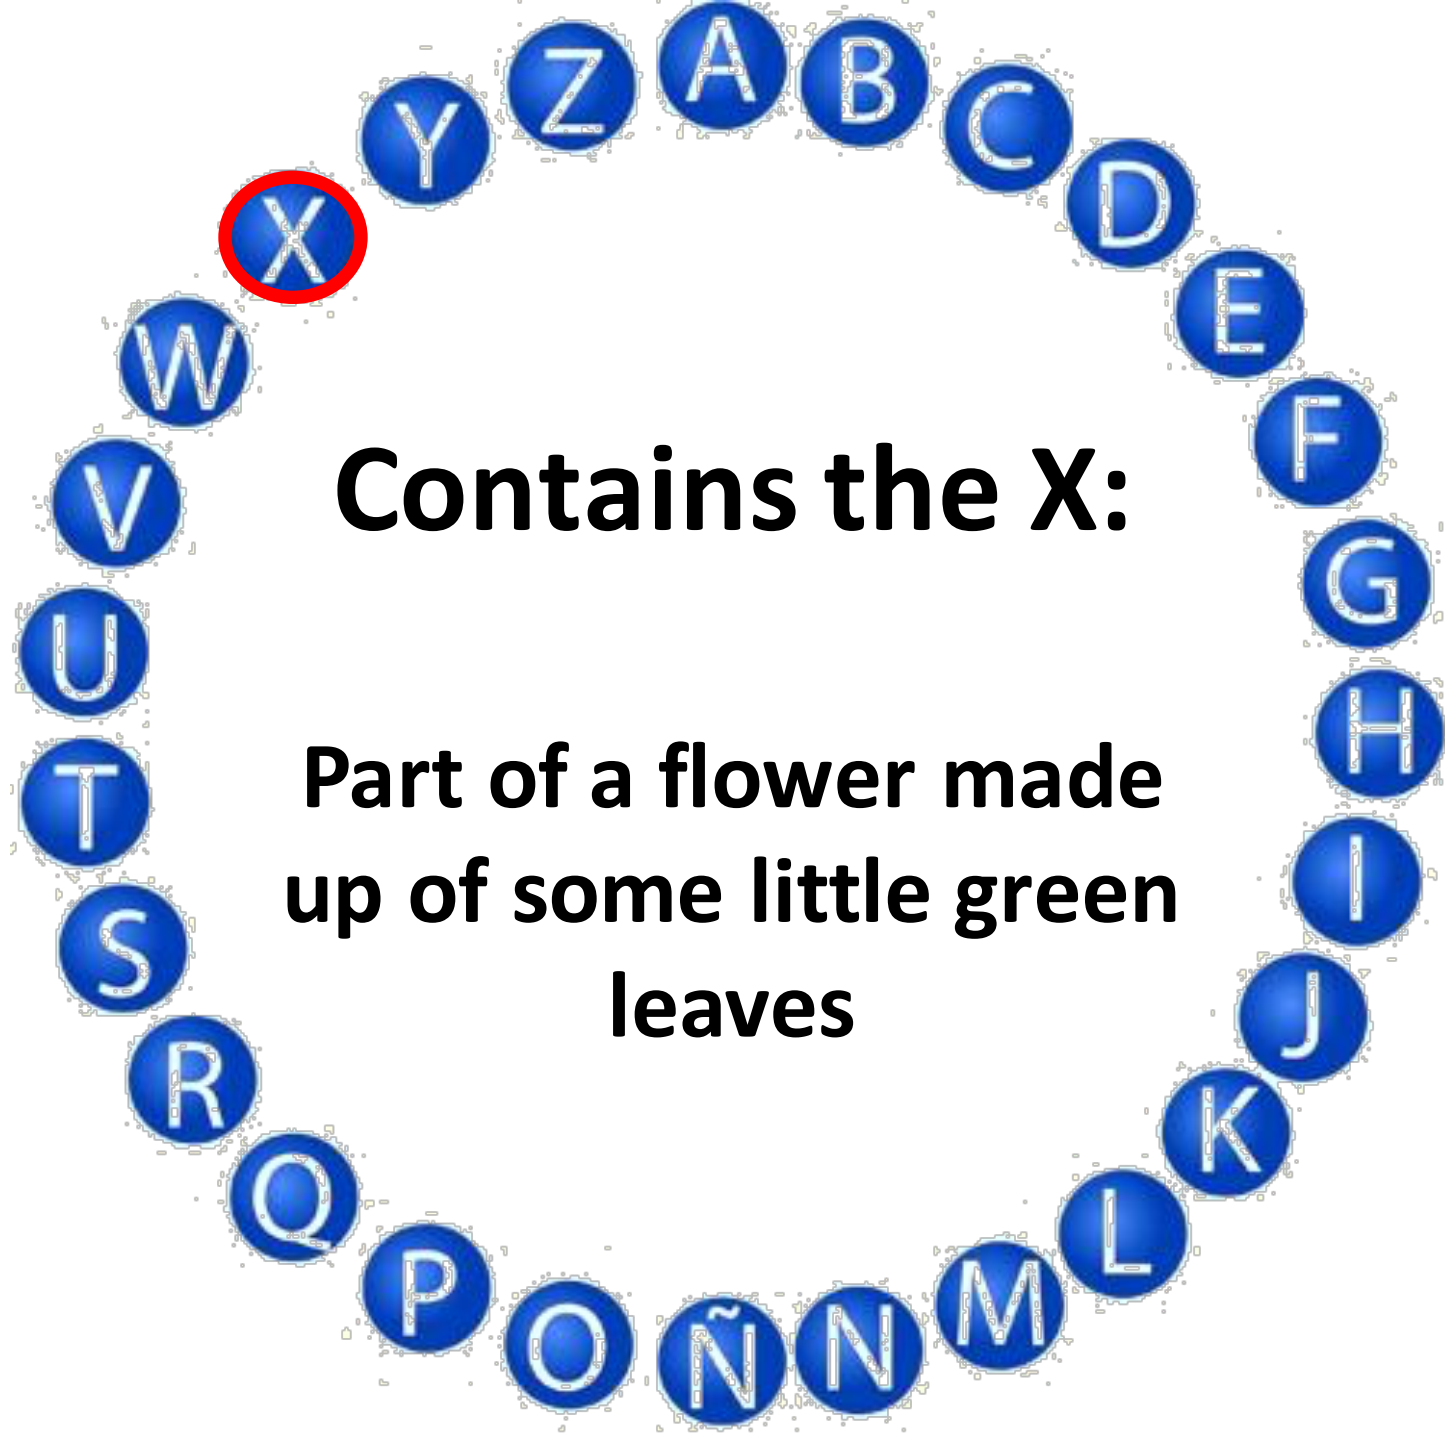 A
B
C
D
E
F
G
H
I
J
K
L
M
N
Ñ
O
P
Q
R
S
T
U
V
W
X
Y
Z
Contains the X:
Part of a flower made
up of some little green
leaves